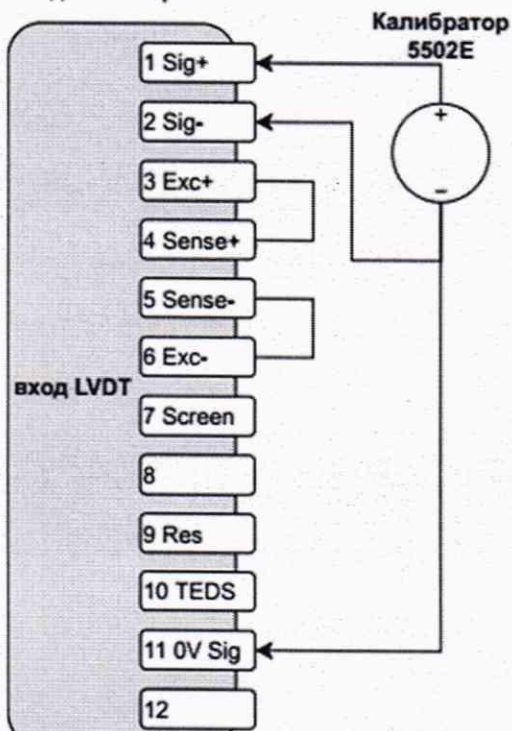 Калибратор
5502E
+
−
1 Sig+
2 Sig-
3 Exc+
4 Sense+
5 Sense-
6 Exc-
вход LVDT
7 Screen
8
9 Res
10 TEDS
11 0V Sig
12